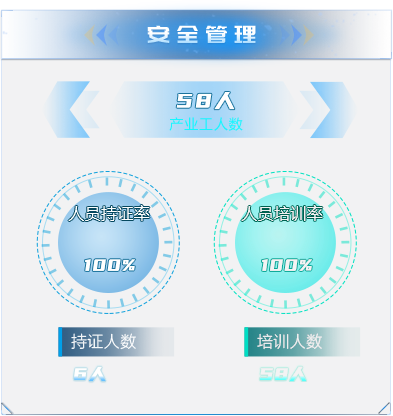 安全管理
58人
产业工人数
人员持证率
人员培训率
100%
100%
持证人数
培训人数
6人
58人